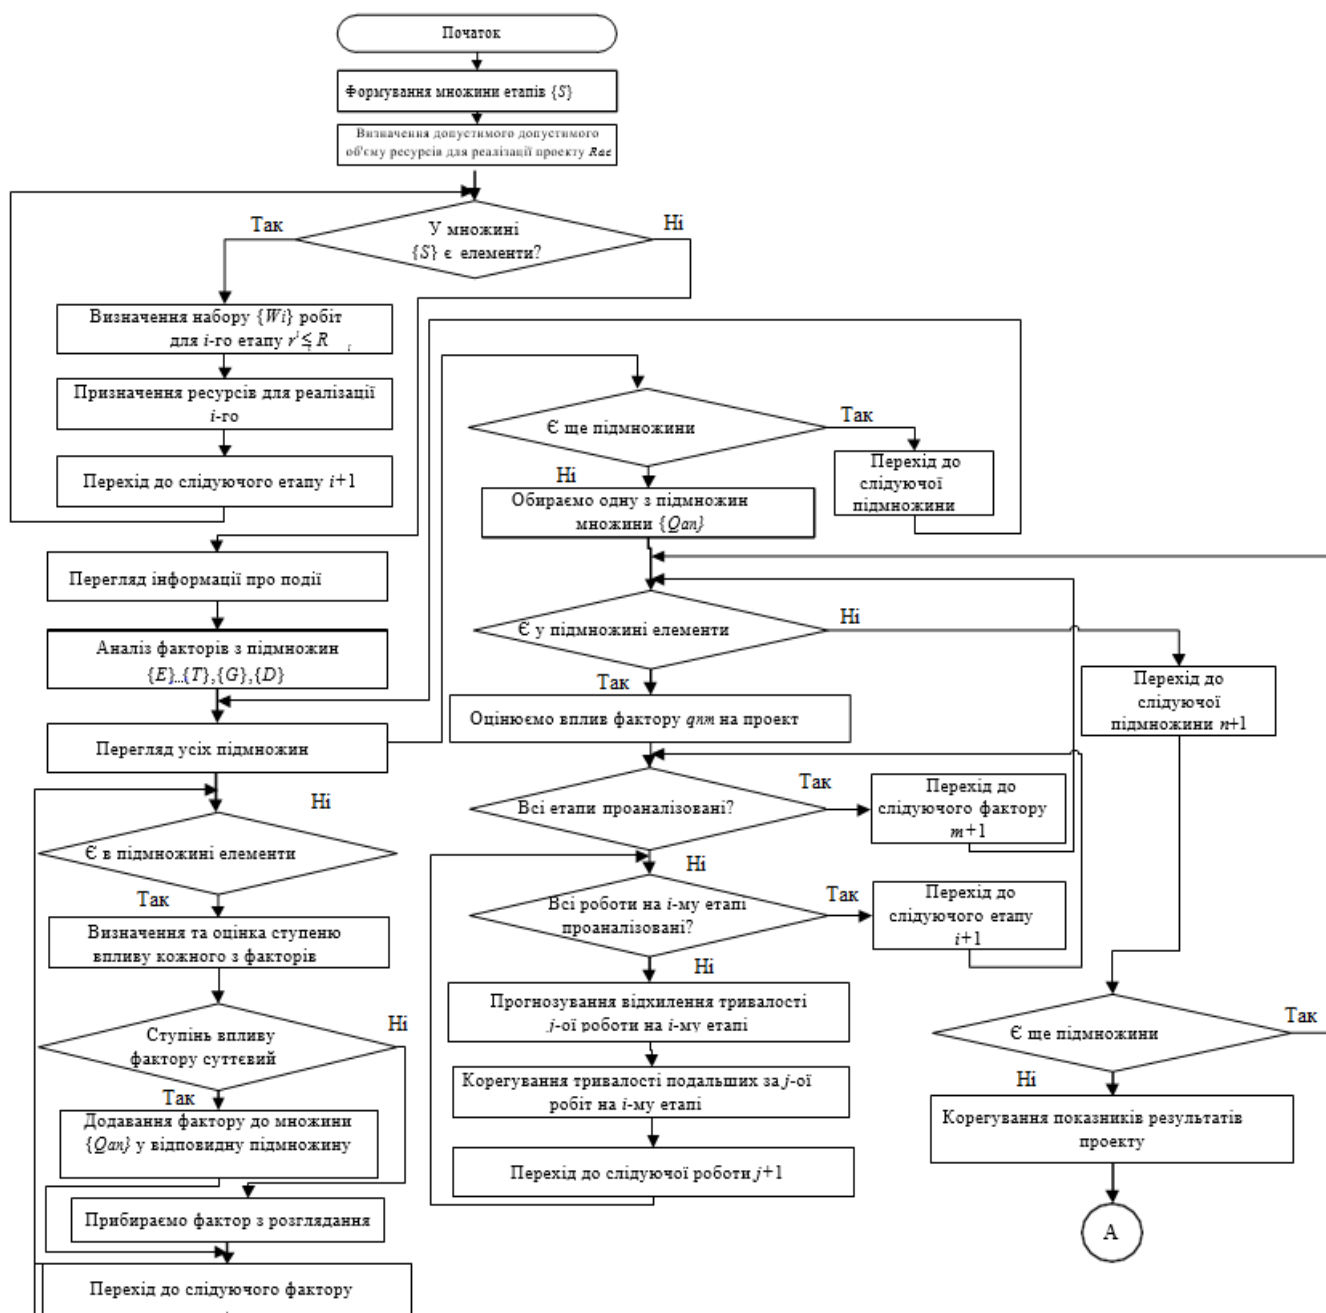 Початок
Формування множини етапів {S}
Визначення допустимого допустимого
об'єму ресурсів для реалізації проекту Rae
У множині
{S} є елементи?
Так
Ні
Визначення набору {Wi} робіт
для i-го етапу r^i_i ≤ R_i
Призначення ресурсів для реалізації
i-го
Перехід до слідуючого етапу i+1
Перегляд інформації про події
Аналіз факторів з підмножин
{E}...{T},{G},{D}
Перегляд усіх підмножин
Ні
Є в підмножині елементи
Так
Визначення та оцінка ступеню
впливу кожного з факторів
Ступінь впливу
фактору суттєвий
Ні
Так
Додавання фактору до множини
{Qan} у відповидну підмножину
Прибираємо фактор з розглядання
Перехід до слідуючого фактору
Є ще підмножини
Так
Ні
Перехід до
слідуючої
підмножини
Обираємо одну з підмножин
множини {Qan}
Є у підмножині елементи
Ні
Так
Оцінюємо вплив фактору qnm на проект
Всі етапи проаналізовані?
Так
Перехід до
слідуючого фактору
m+1
Ні
Всі роботи на i-му етапі
проаналізовані?
Так
Перехід до
слідуючого етапу
i+1
Ні
Прогнозування відхилення тривалості
j-ої роботи на i-му етапі
Корегування тривалості подальших за j-ої
робіт на i-му етапі
Перехід до слідуючої роботи j+1
Перехід до
слідуючої
підмножини n+1
Є ще підмножини
Так
Ні
Корегування показників результатів
проекту
А